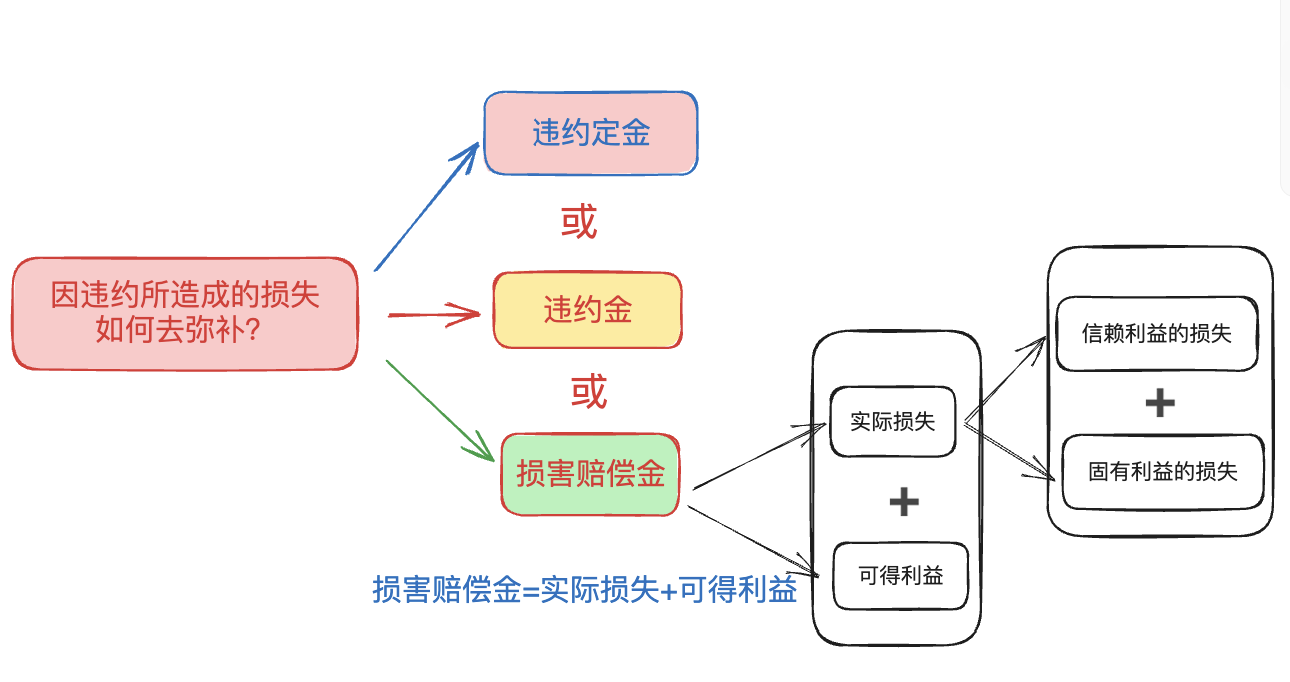 违约定金
或
因违约所造成的损失
如何去弥补?
违约金
或
损害赔偿金
实际损失
+
可得利益
信赖利益的损失
+
固有利益的损失
损害赔偿金=实际损失+可得利益